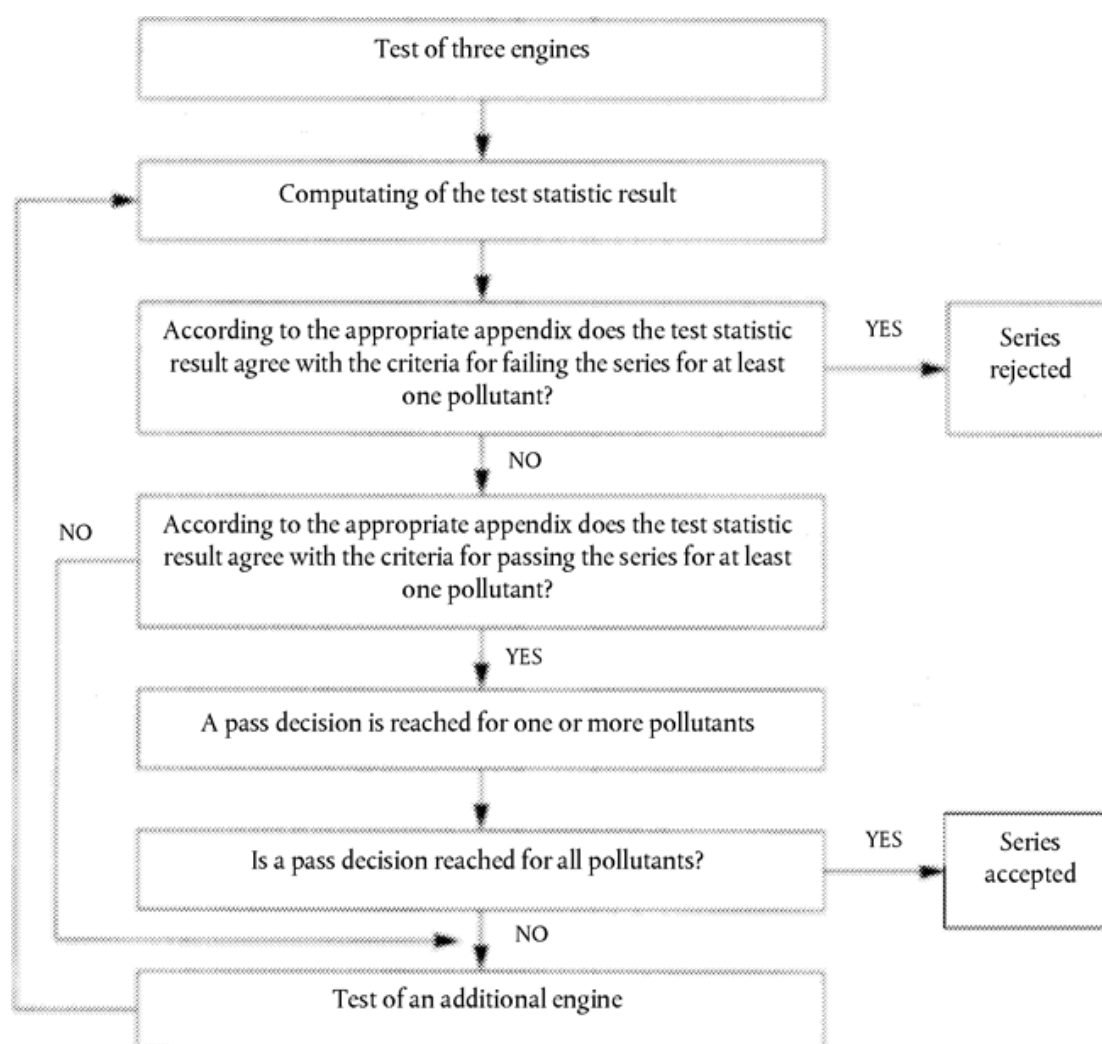 Test of three engines
Computating of the test statistic result
According to the appropriate appendix does the test statistic
result agree with the criteria for failing the series for at least
one pollutant?
YES
Series
rejected
NO
According to the appropriate appendix does the test statistic
result agree with the criteria for passing the series for at least
one pollutant?
NO
YES
A pass decision is reached for one or more pollutants
Is a pass decision reached for all pollutants?
YES
Series
accepted
NO
Test of an additional engine